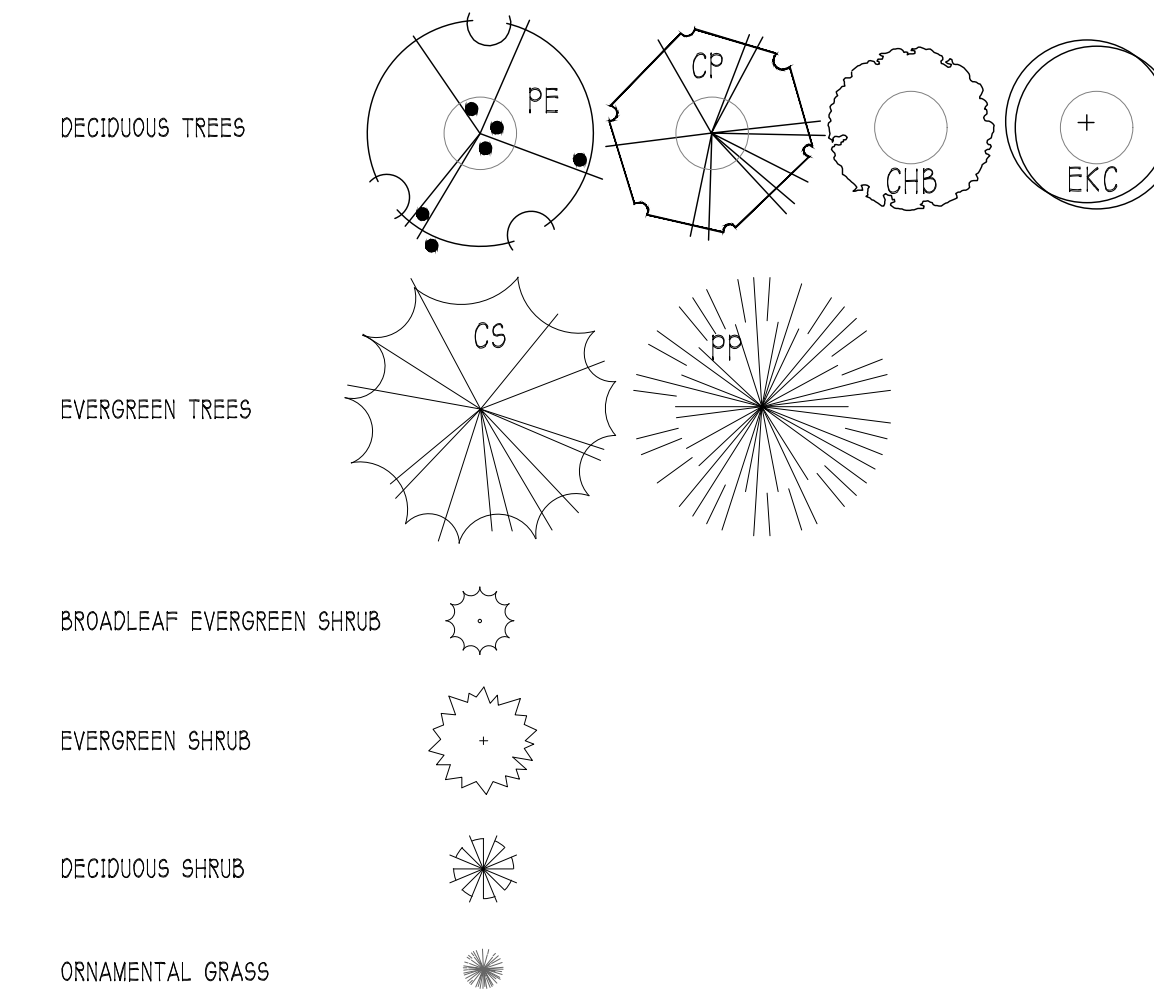 DECIDUOUS TREES
PE
CP
CHB
EKC
EVERGREEN TREES
CS
PP
BROADLEAF EVERGREEN SHRUB
EVERGREEN SHRUB
DECIDUOUS SHRUB
ORNAMENTAL GRASS